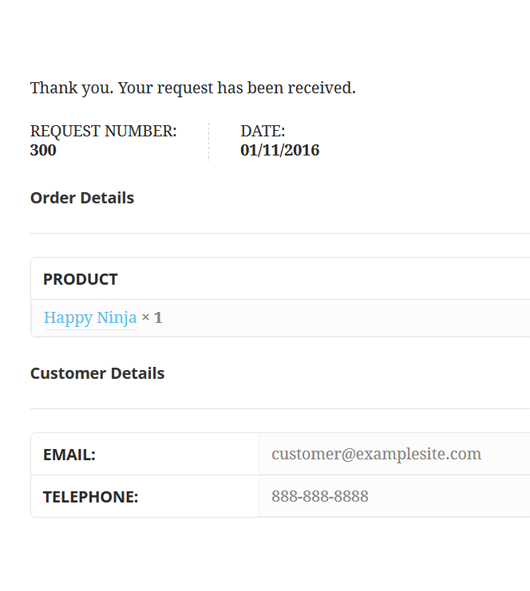 Thank you. Your request has been received.
REQUEST NUMBER:
300
DATE:
01/11/2016
Order Details
PRODUCT
Happy Ninja × 1
Customer Details
EMAIL: customer@examplesite.com
TELEPHONE: 888-888-8888